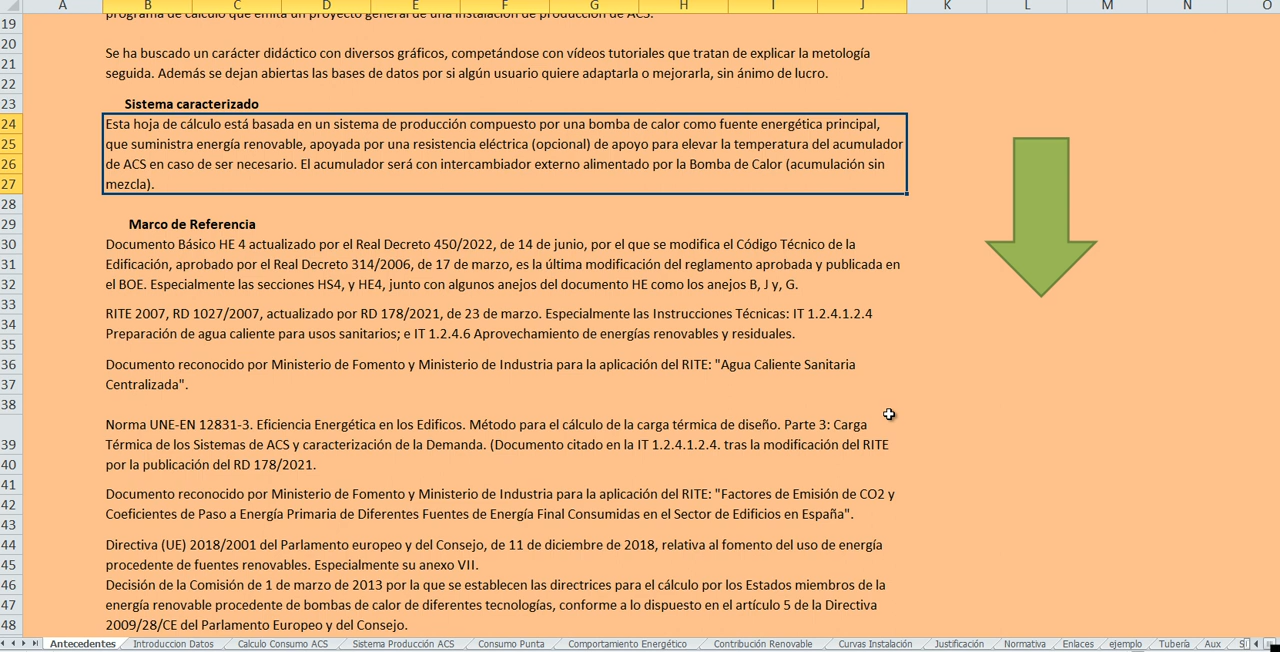 A B C D E F G H I J K L M N O
19 programa de cálculo que emita un proyecto general de una instalación de producción de ACS.
20
21 Se ha buscado un carácter didáctico con diversos gráficos, competándose con vídeos tutoriales que tratan de explicar la metología
22 seguida. Además se dejan abiertas las bases de datos por si algún usuario quiere adaptarla o mejorarla, sin ánimo de lucro.
23 Sistema caracterizado
24 Esta hoja de cálculo está basada en un sistema de producción compuesto por una bomba de calor como fuente energética principal,
25 que suministra energía renovable, apoyada por una resistencia eléctrica (opcional) de apoyo para elevar la temperatura del acumulador
26 de ACS en caso de ser necesario. El acumulador será con intercambiador externo alimentado por la Bomba de Calor (acumulación sin
27 mezcla).
28
29 Marco de Referencia
30 Documento Básico HE 4 actualizado por el Real Decreto 450/2022, de 14 de junio, por el que se modifica el Código Técnico de la
31 Edificación, aprobado por el Real Decreto 314/2006, de 17 de marzo, es la última modificación del reglamento aprobada y publicada en
32 el BOE. Especialmente las secciones HS4, y HE4, junto con algunos anejos del documento HE como los anejos B, J y, G.
33
34 RITE 2007, RD 1027/2007, actualizado por RD 178/2021, de 23 de marzo. Especialmente las Instrucciones Técnicas: IT 1.2.4.1.2.4
35 Preparación de agua caliente para usos sanitarios; e IT 1.2.4.6 Aprovechamiento de energías renovables y residuales.
36 Documento reconocido por Ministerio de Fomento y Ministerio de Industria para la aplicación del RITE: "Agua Caliente Sanitaria
37 Centralizada".
38
Norma UNE-EN 12831-3. Eficiencia Energética en los Edificos. Método para el cálculo de la carga térmica de diseño. Parte 3: Carga
39 Térmica de los Sistemas de ACS y caracterización de la Demanda. (Documento citado en la IT 1.2.4.1.2.4. tras la modificación del RITE
40 por la publicación del RD 178/2021.
41
42 Documento reconocido por Ministerio de Fomento y Ministerio de Industria para la aplicación del RITE: "Factores de Emisión de CO2 y
43 Coeficientes de Paso a Energía Primaria de Diferentes Fuentes de Energía Final Consumidas en el Sector de Edificios en España".
44 Directiva (UE) 2018/2001 del Parlamento europeo y del Consejo, de 11 de diciembre de 2018, relativa al fomento del uso de energía
45 procedente de fuentes renovables. Especialmente su anexo VII.
46 Decisión de la Comisión de 1 de marzo de 2013 por la que se establecen las directrices para el cálculo por los Estados miembros de la
47 energía renovable procedente de bombas de calor de diferentes tecnologías, conforme a lo dispuesto en el artículo 5 de la Directiva
48 2009/28/CE del Parlamento Europeo y del Consejo.
Antecedentes Introduccion Datos Calculo Consumo ACS Sistema Producción ACS Consumo Punta Comportamiento Energético Contribución Renovable Curvas Instalación Justificación Normativa Enlaces ejemplo Tubería Aux